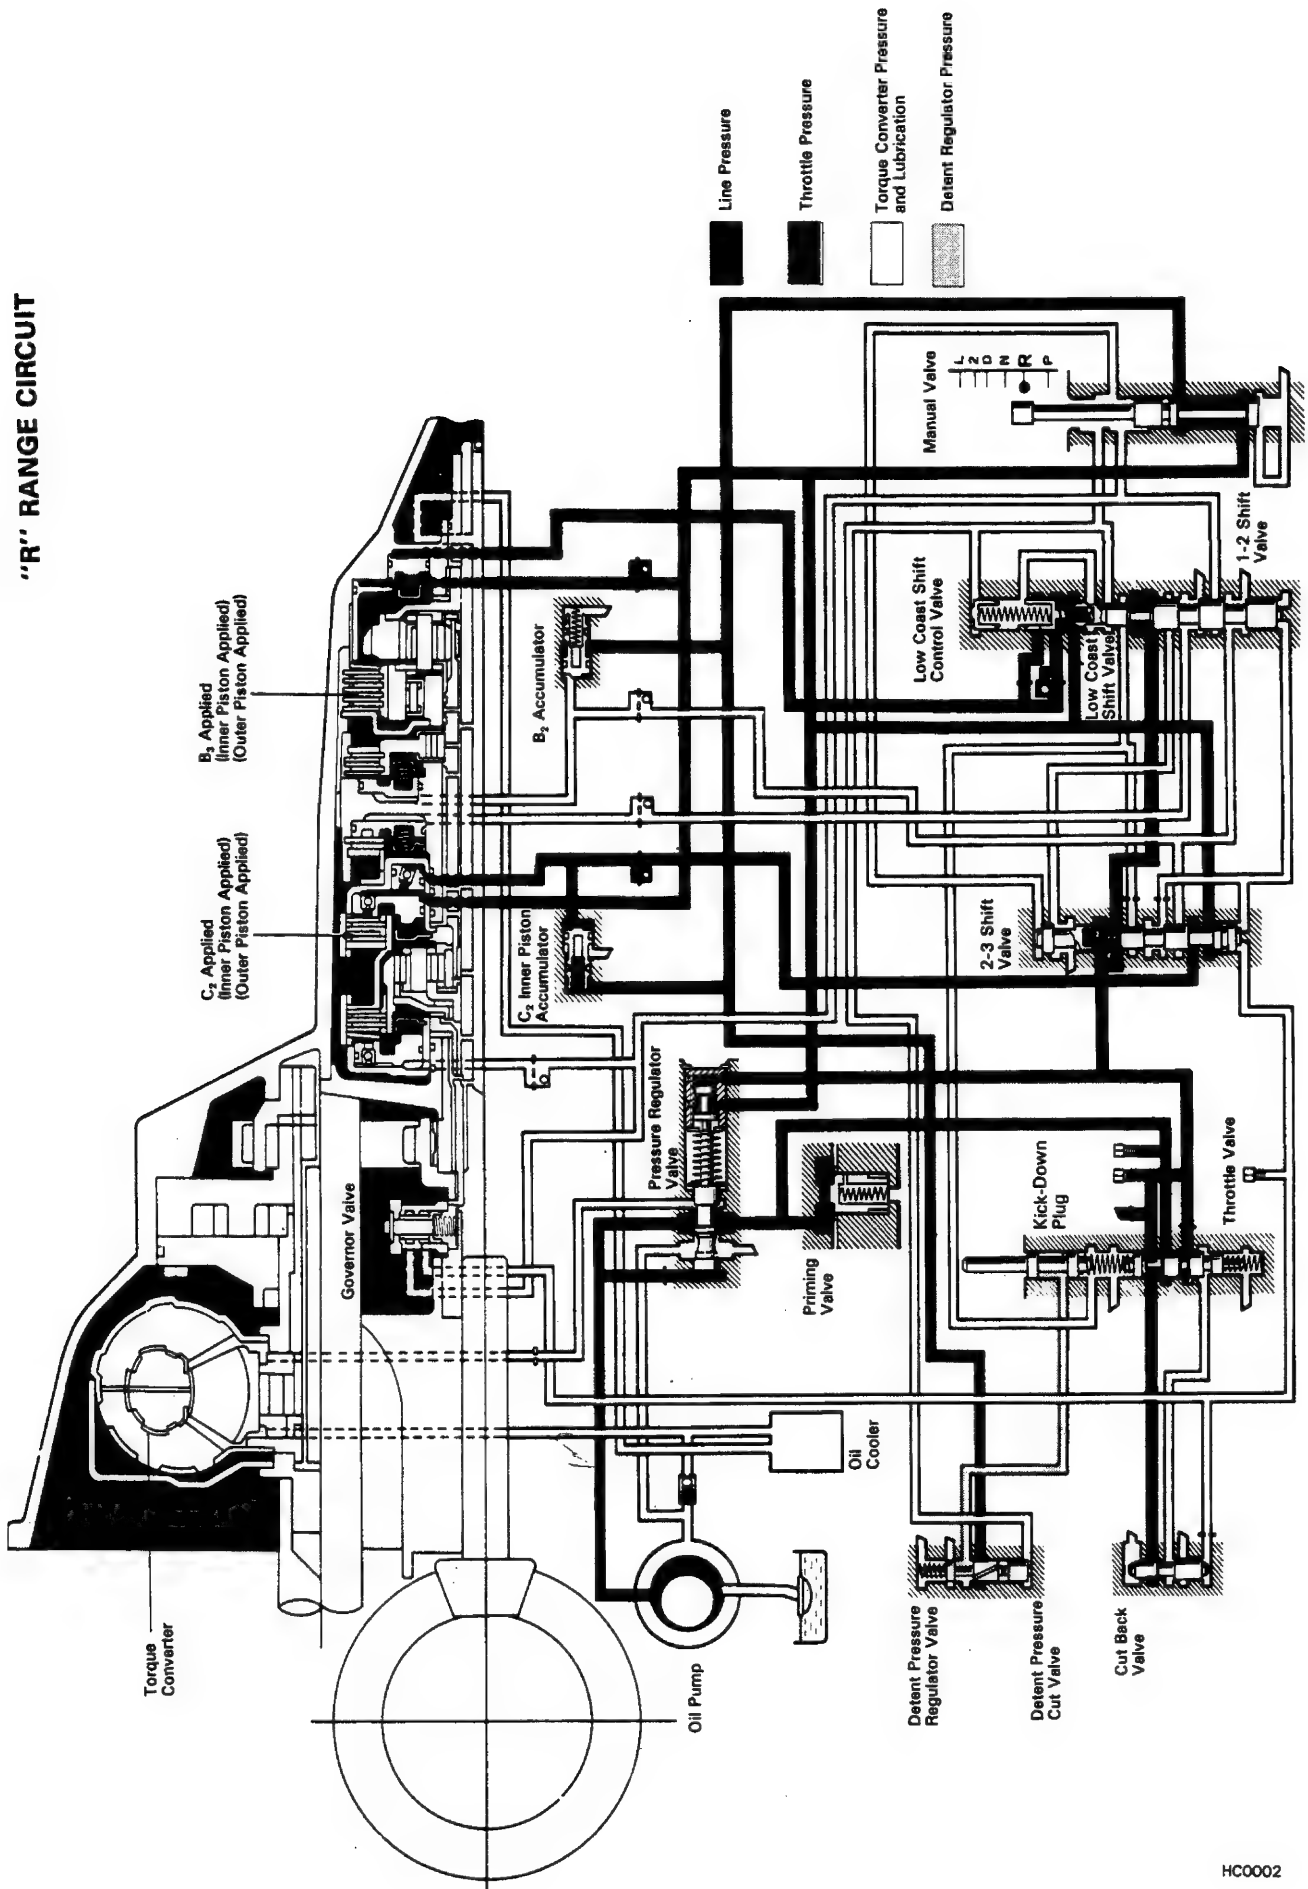 "R" RANGE CIRCUIT
Line Pressure
Throttle Pressure
Torque Converter Pressure
and Lubrication
Detent Regulator Pressure
B₃ Applied
(Inner Piston Applied)
(Outer Piston Applied)
C₂ Applied
(Inner Piston Applied)
(Outer Piston Applied)
Torque
Converter
Governor Valve
B₂ Accumulator
C₂ Inner Piston
Accumulator
Pressure Regulator
Valve
Priming
Valve
Oil
Cooler
Oil Pump
Manual Valve
L
2
D
N
R
P
Low Coast Shift
Control Valve
Low Coast
Shift Valve
1-2 Shift
Valve
2-3 Shift
Valve
Kick-Down
Plug
Throttle Valve
Detent Pressure
Regulator Valve
Detent Pressure
Cut Valve
Cut Back
Valve
HC0002